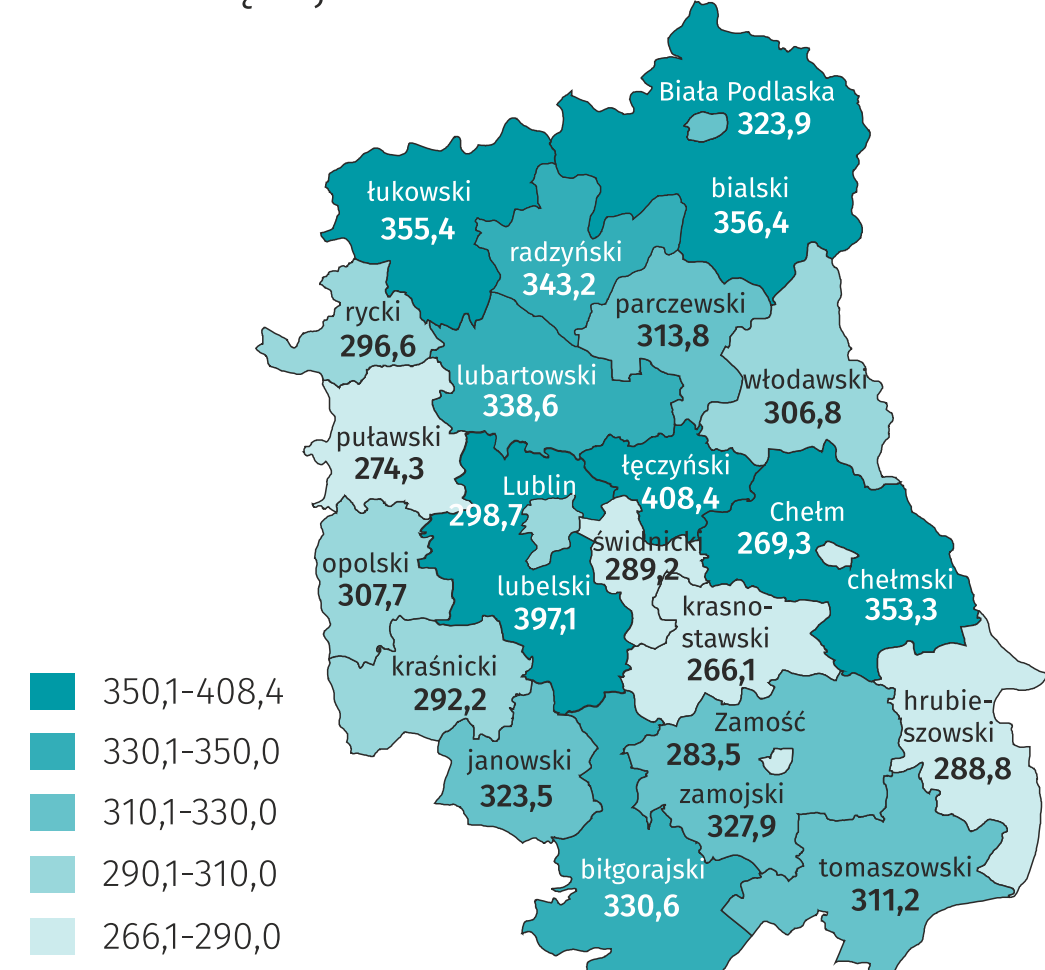 Biała Podlaska
323,9
łukowski
355,4
bialski
356,4
radzyński
343,2
parczewski
313,8
rycki
296,6
lubartowski
338,6
włodawski
306,8
puławski
274,3
łęczyński
408,4
Lublin
298,7
Chełm
269,3
świdnicki
289,2
opolski
307,7
lubelski
397,1
chełmski
353,3
krasno-
stawski
266,1
kraśnicki
292,2
hrubie-
szowski
288,8
Zamość
283,5
janowski
323,5
zamojski
327,9
biłgorajski
330,6
tomaszowski
311,2
350,1-408,4
330,1-350,0
310,1-330,0
290,1-310,0
266,1-290,0